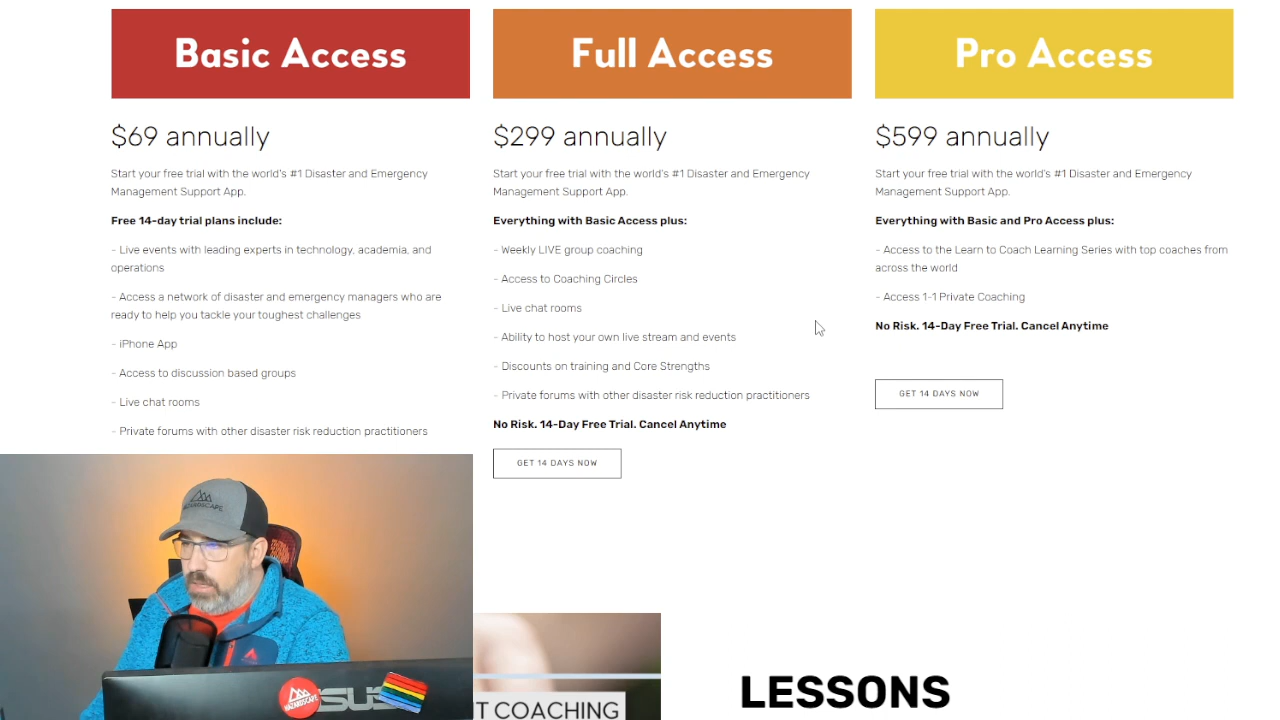 Basic Access
$69 annually
Start your free trial with the world's #1 Disaster and Emergency
Management Support App.
Free 14-day trial plans include:
- Live events with leading experts in technology, academia, and
operations
- Access a network of disaster and emergency managers who are
ready to help you tackle your toughest challenges
- iPhone App
- Access to discussion based groups
- Live chat rooms
- Private forums with other disaster risk reduction practitioners
Full Access
$299 annually
Start your free trial with the world's #1 Disaster and Emergency
Management Support App.
Everything with Basic Access plus:
- Weekly LIVE group coaching
- Access to Coaching Circles
- Live chat rooms
- Ability to host your own live stream and events
- Discounts on training and Core Strengths
- Private forums with other disaster risk reduction practitioners
No Risk. 14-Day Free Trial. Cancel Anytime
GET 14 DAYS NOW
Pro Access
$599 annually
Start your free trial with the world's #1 Disaster and Emergency
Management Support App.
Everything with Basic and Pro Access plus:
- Access to the Learn to Coach Learning Series with top coaches from
across the world
- Access 1-1 Private Coaching
No Risk. 14-Day Free Trial. Cancel Anytime
GET 14 DAYS NOW
HAZARDSCAPE
HAZARDSCAPE
SUS
T COACHING
LESSONS